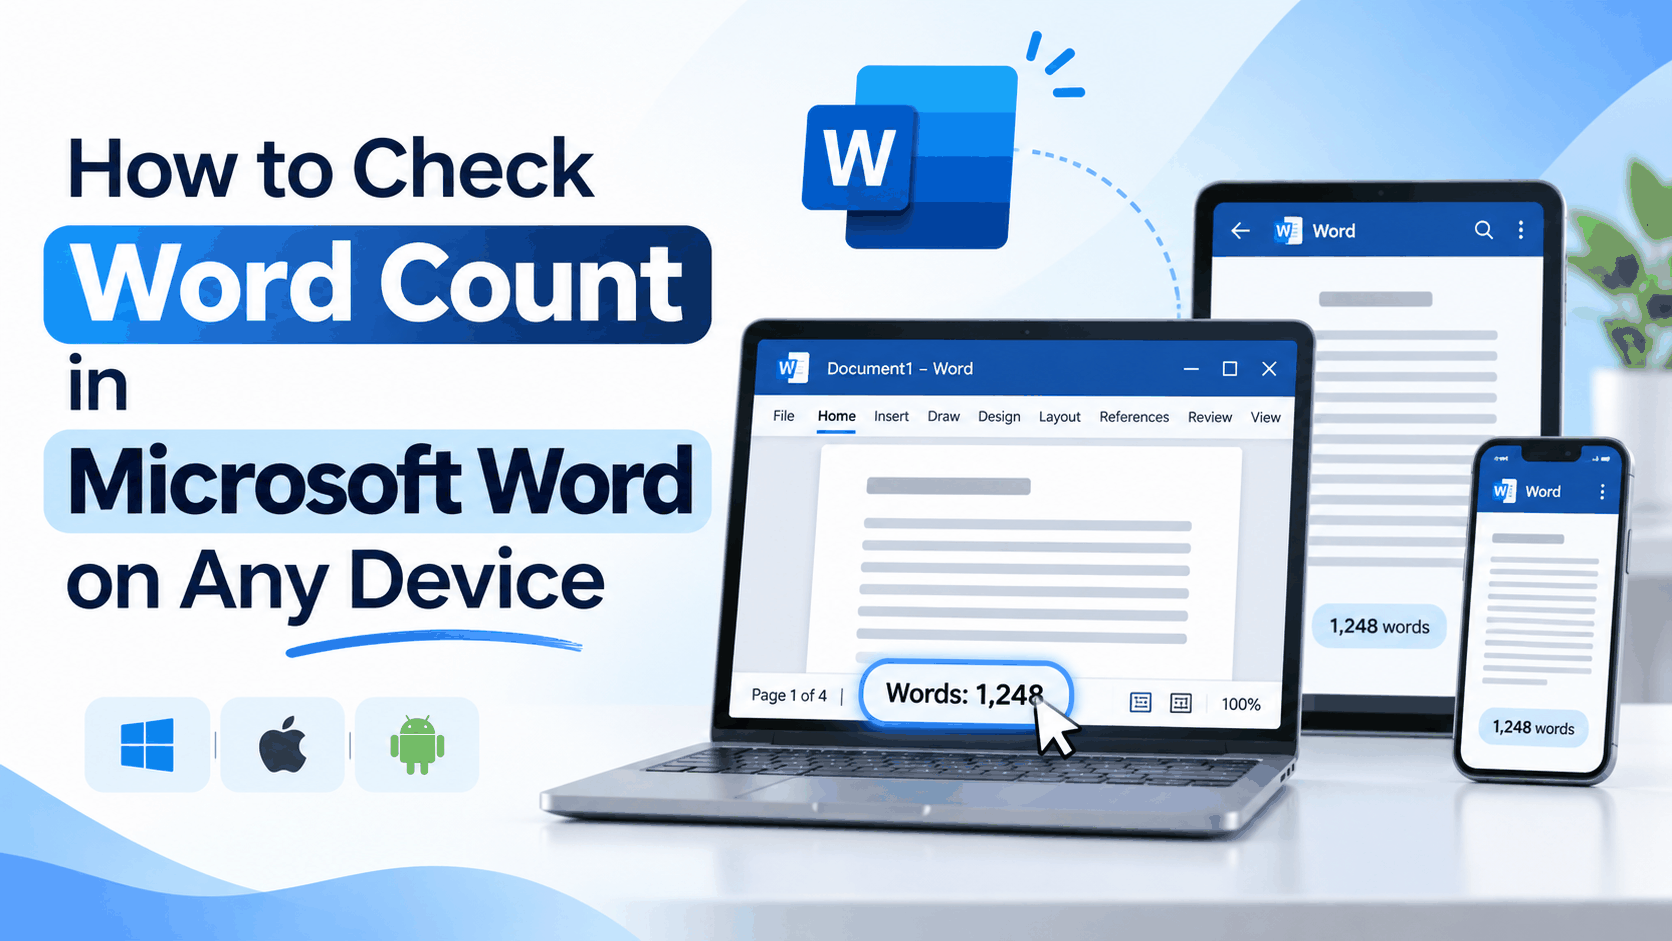 How to Check
Word Count
in
Microsoft Word
on Any Device
W
W Word
W Document1 – Word
File Home Insert Draw Design Layout References Review View
Page 1 of 4 | Words: 1,248 100%
1,248 words
W Word
1,248 words